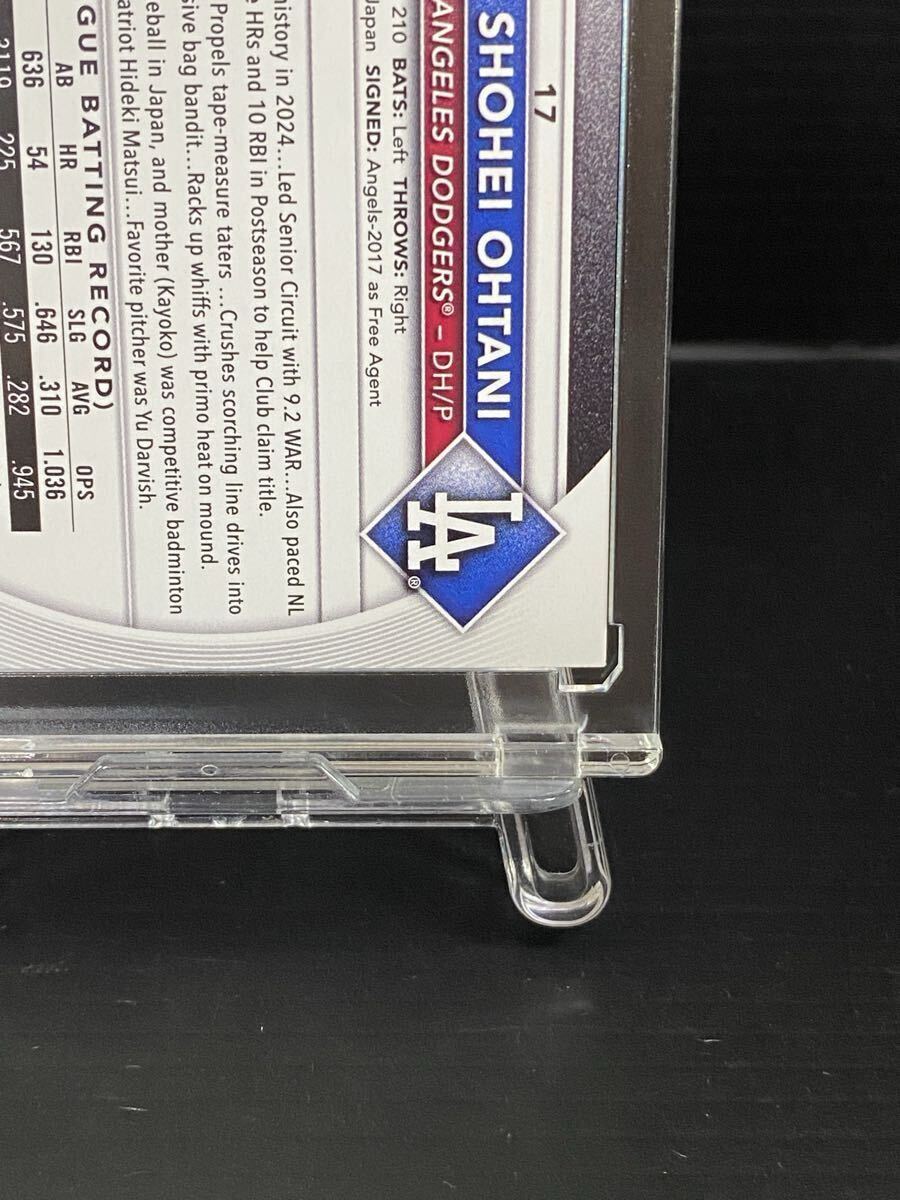 17
SHOHEI OHTANI
ANGELES DODGERS® – DH/P
210 BATS: Left THROWS: Right
Japan SIGNED: Angels-2017 as Free Agent
LA®
history in 2024...Led Senior Circuit with 9.2 WAR...Also paced NL
HRs and 10 RBI in Postseason to help Club claim title.
Propels tape-measure taters ...Crushes scorching line drives into
bag bandit...Racks up whiffs with primo heat on mound.
in Japan, and mother (Kayoko) was competitive badminton
Hideki Matsui...Favorite pitcher was Yu Darvish.
BATTING RECORD)
AB HR RBI SLG AVG OPS
636 54 130 .646 .310 1.036
225 567 .575 .282 .945